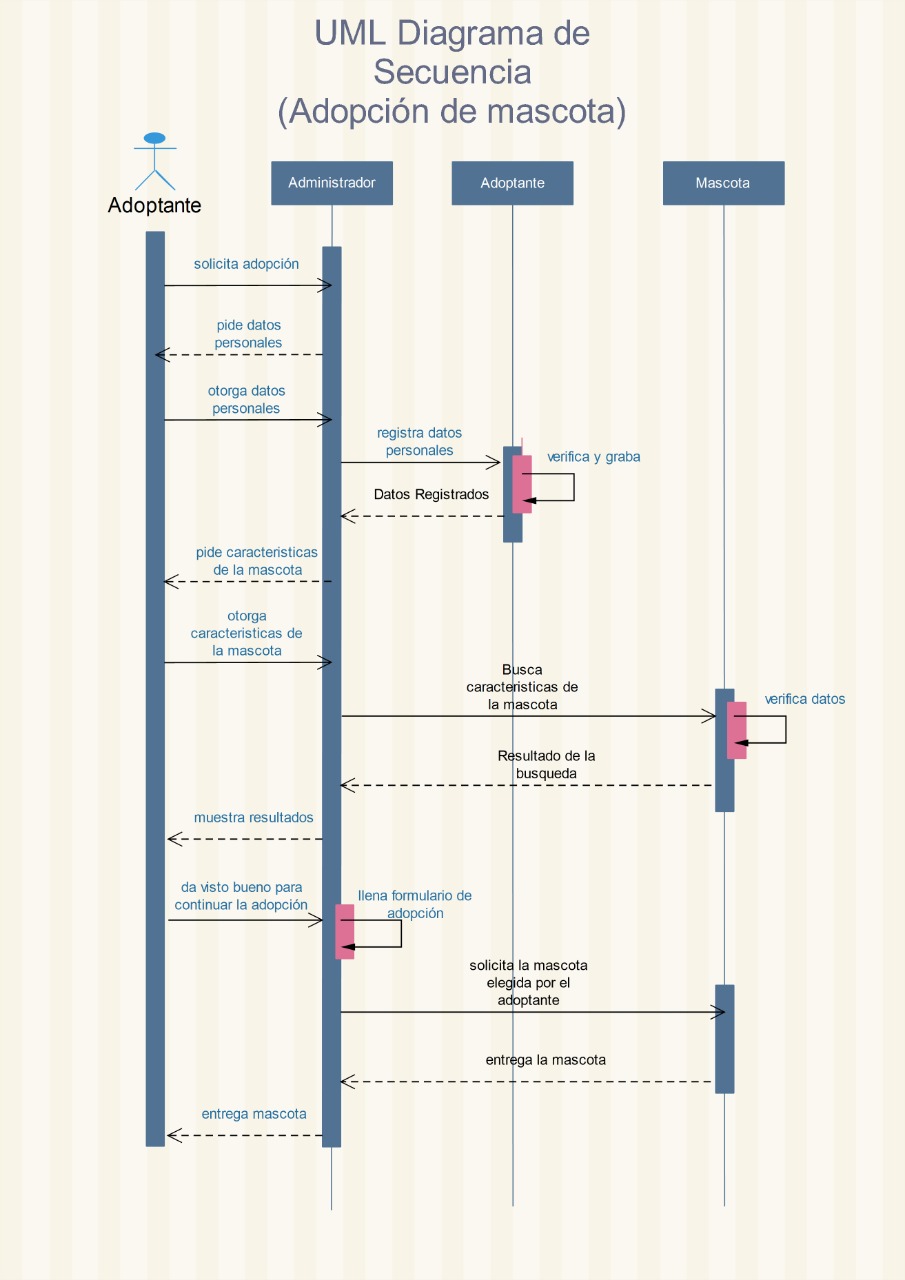 UML Diagrama de
Secuencia
(Adopción de mascota)
Adoptante
Administrador
Adoptante
Mascota
solicita adopción
pide datos
personales
otorga datos
personales
registra datos
personales
verifica y graba
Datos Registrados
pide caracteristicas
de la mascota
otorga
caracteristicas de
la mascota
Busca
caracteristicas de
la mascota
verifica datos
Resultado de la
busqueda
muestra resultados
da visto bueno para
continuar la adopción
llena formulario de
adopción
solicita la mascota
elegida por el
adoptante
entrega la mascota
entrega mascota